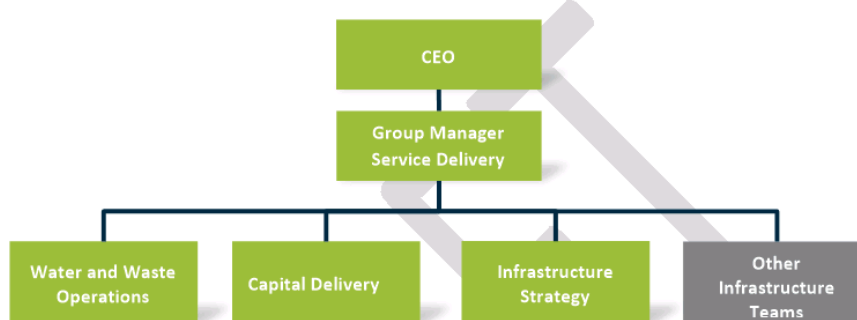 CEO
Group Manager
Service Delivery
Water and Waste
Operations
Capital Delivery
Infrastructure
Strategy
Other
Infrastructure
Teams